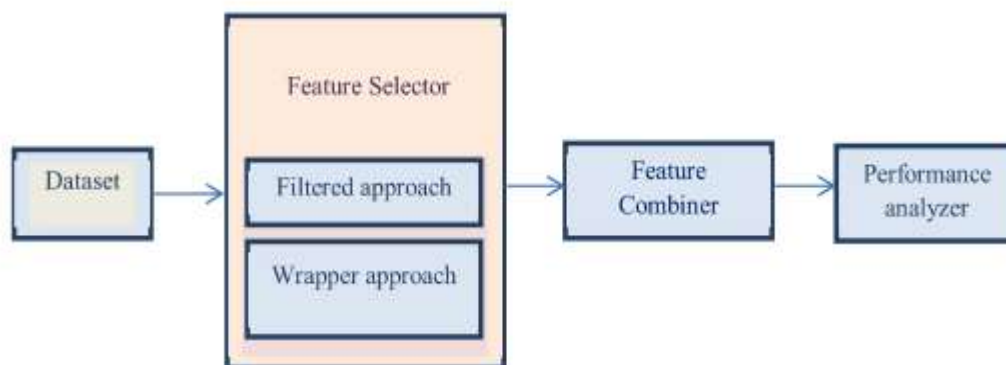 Dataset
Feature Selector
Filtered approach
Wrapper approach
Feature
Combiner
Performance
analyzer